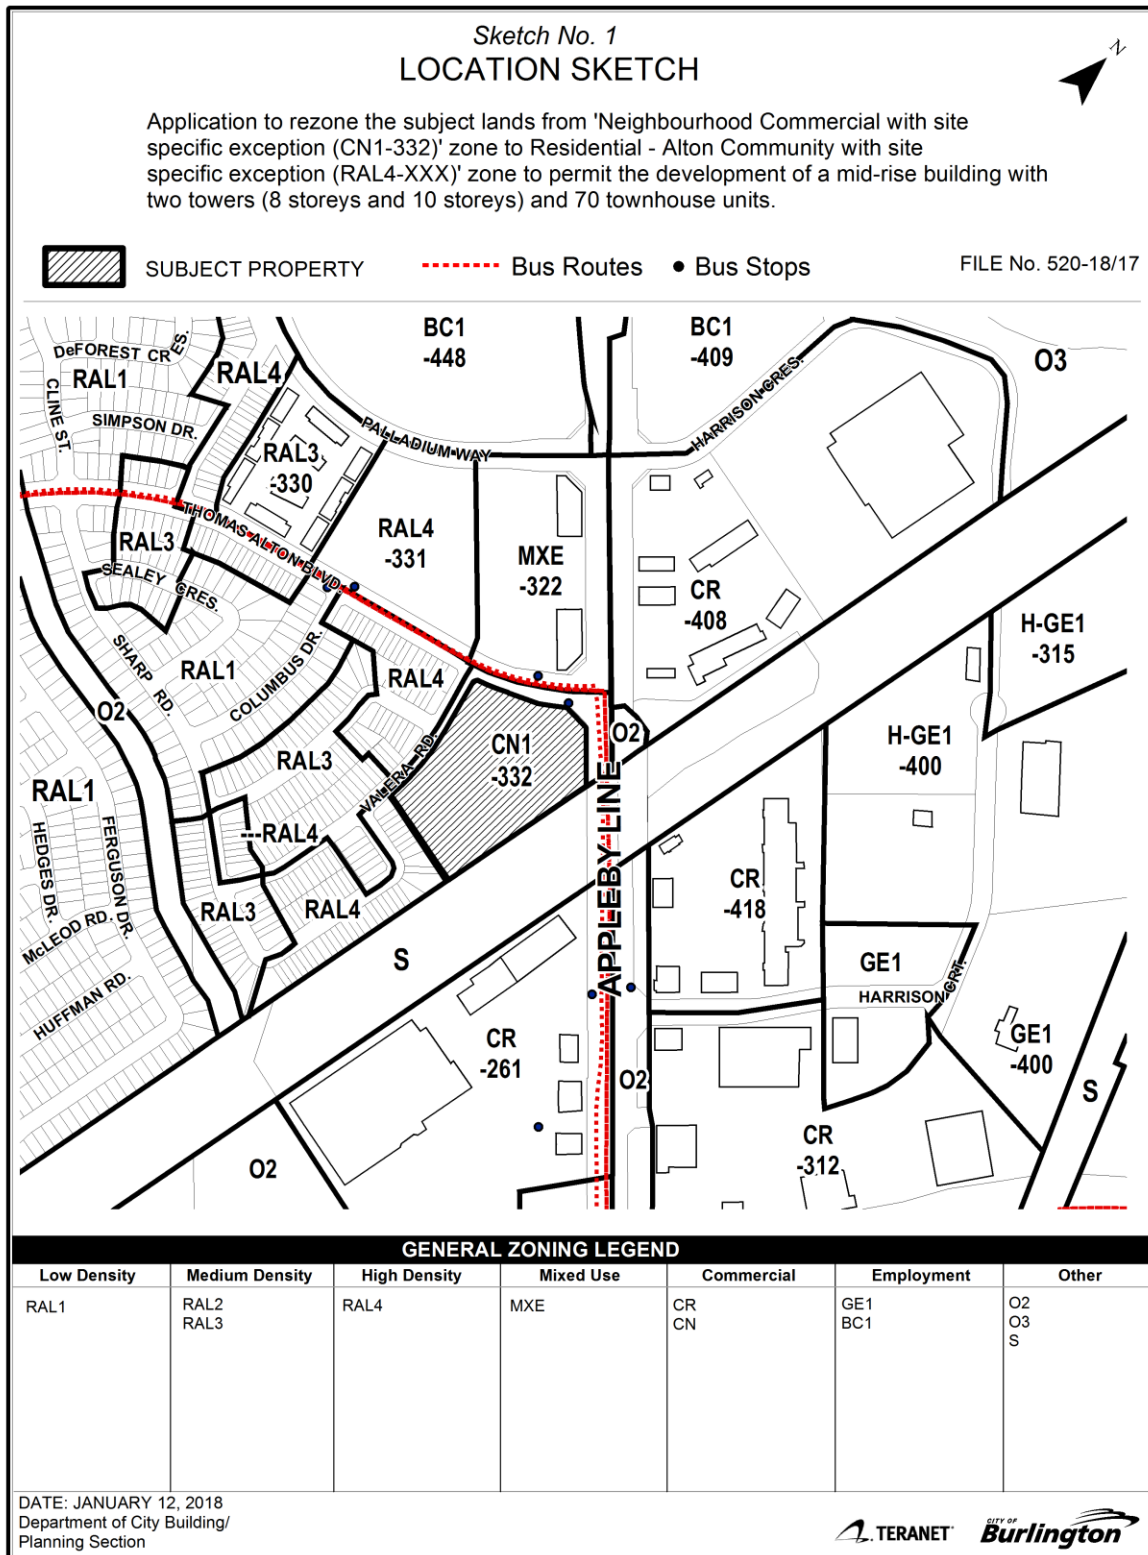 Sketch No. 1
LOCATION SKETCH
N
Application to rezone the subject lands from 'Neighbourhood Commercial with site
specific exception (CN1-332)' zone to Residential - Alton Community with site
specific exception (RAL4-XXX)' zone to permit the development of a mid-rise building with
two towers (8 storeys and 10 storeys) and 70 townhouse units.
SUBJECT PROPERTY
Bus Routes
Bus Stops
FILE No. 520-18/17
BC1
-448
BC1
-409
O3
DeFOREST CRES.
RAL1
RAL4
CLINE ST.
SIMPSON DR.
PALLADIUM WAY
HARRISON CRES.
RAL3
-330
RAL4
-331
MXE
-322
CR
-408
THOMAS ALTON BLVD.
RAL3
SEALEY CRES.
H-GE1
-315
SHARP RD.
RAL1
COLUMBUS DR.
RAL4
O2
CN1
-332
O2
H-GE1
-400
RAL3
VALERA RD.
APPLEBY LINE
RAL1
HEDGES DR.
FERGUSON DR.
---RAL4
CR
-418
McLEOD RD.
RAL3
RAL4
S
GE1
HARRISON CRT.
HUFFMAN RD.
CR
-261
GE1
-400
O2
S
CR
-312
O2
GENERAL ZONING LEGEND
Low Density
Medium Density
High Density
Mixed Use
Commercial
Employment
Other
RAL1
RAL2
RAL3
RAL4
MXE
CR
CN
GE1
BC1
O2
O3
S
DATE: JANUARY 12, 2018
Department of City Building/
Planning Section
TERANET
CITY OF
Burlington